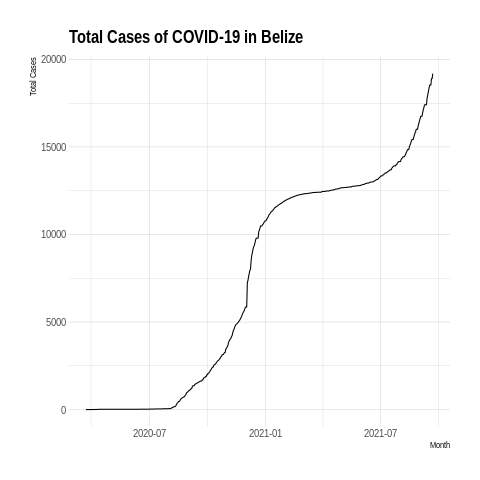 Total Cases of COVID-19 in Belize
Total Cases
20000
15000
10000
5000
0
2020-07
2021-01
2021-07
Month